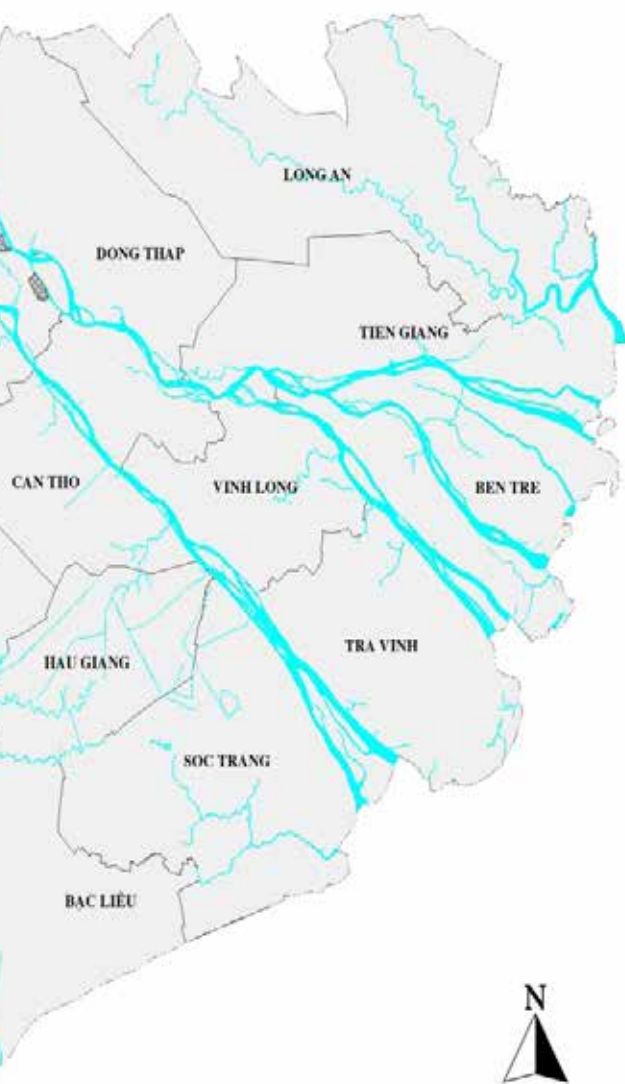 LONG AN
DONG THAP
TIEN GIANG
CAN THO
VINH LONG
BEN TRE
TRA VINH
HAU GIANG
SOC TRANG
BẠC LIÊU
N